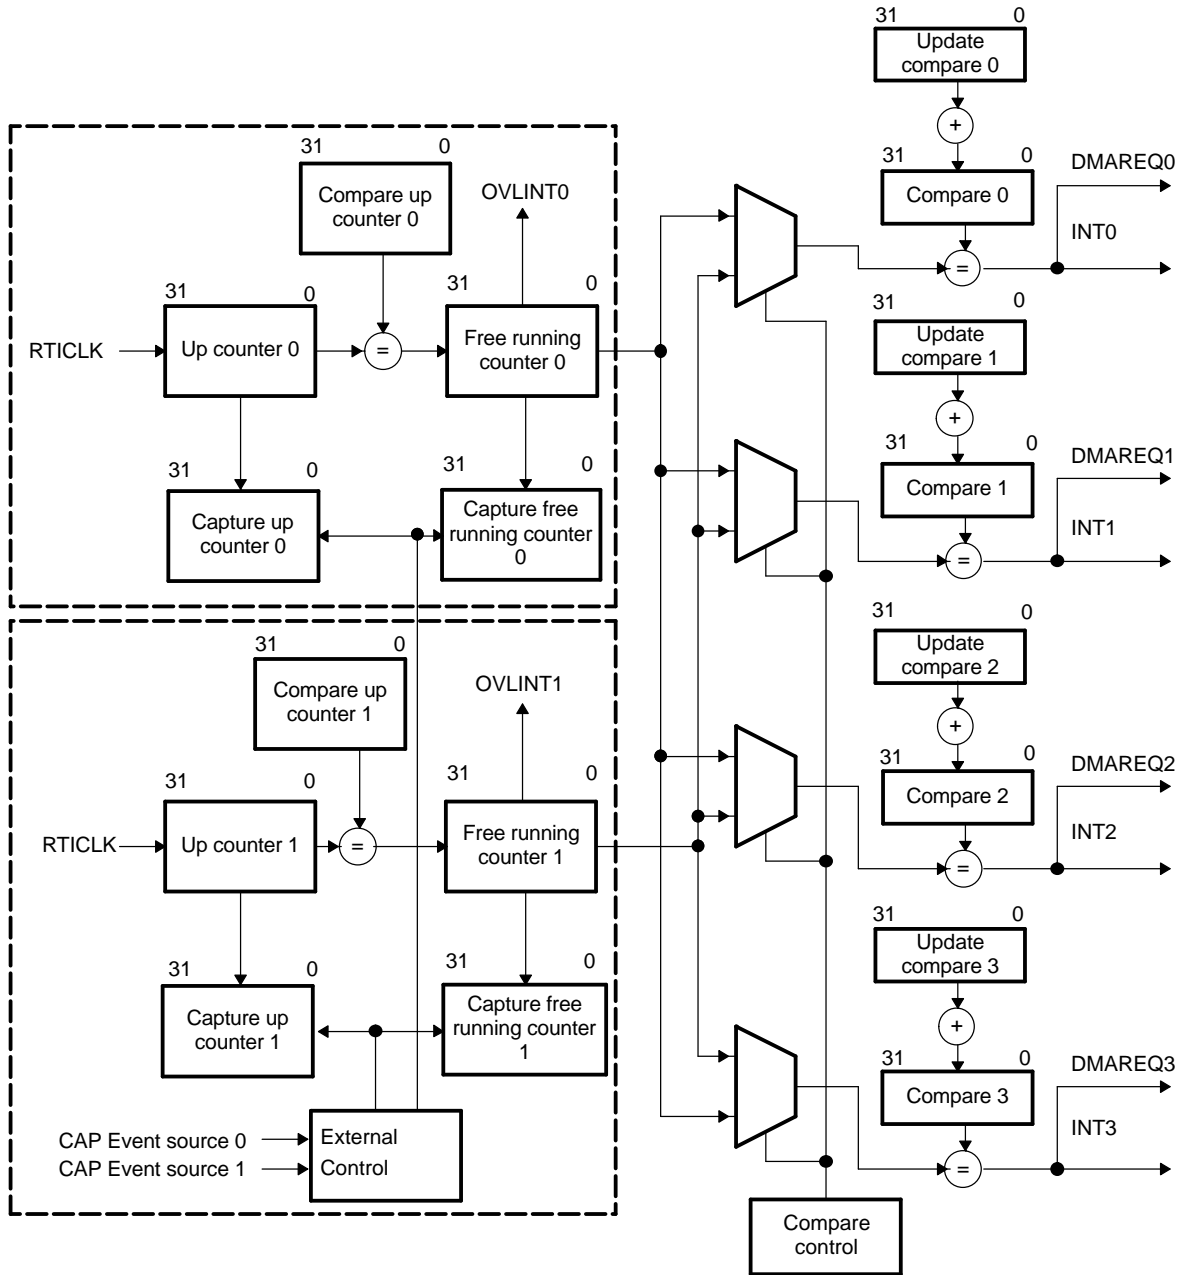 31 0
Update
compare 0
+
31 0
Compare 0
=
DMAREQ0
INT0
31 0
Compare up
counter 0
OVLINT0
31 0
Up counter 0
RTICLK
=
31 0
Free running
counter 0
31 0
Capture up
counter 0
31 0
Capture free
running counter
0
31 0
Update
compare 1
+
31 0
Compare 1
=
DMAREQ1
INT1
31 0
Compare up
counter 1
OVLINT1
31 0
Up counter 1
RTICLK
=
31 0
Free running
counter 1
31 0
Capture up
counter 1
31 0
Capture free
running counter
1
CAP Event source 0
CAP Event source 1
External
Control
31 0
Update
compare 2
+
31 0
Compare 2
=
DMAREQ2
INT2
31 0
Update
compare 3
+
31 0
Compare 3
=
DMAREQ3
INT3
Compare
control